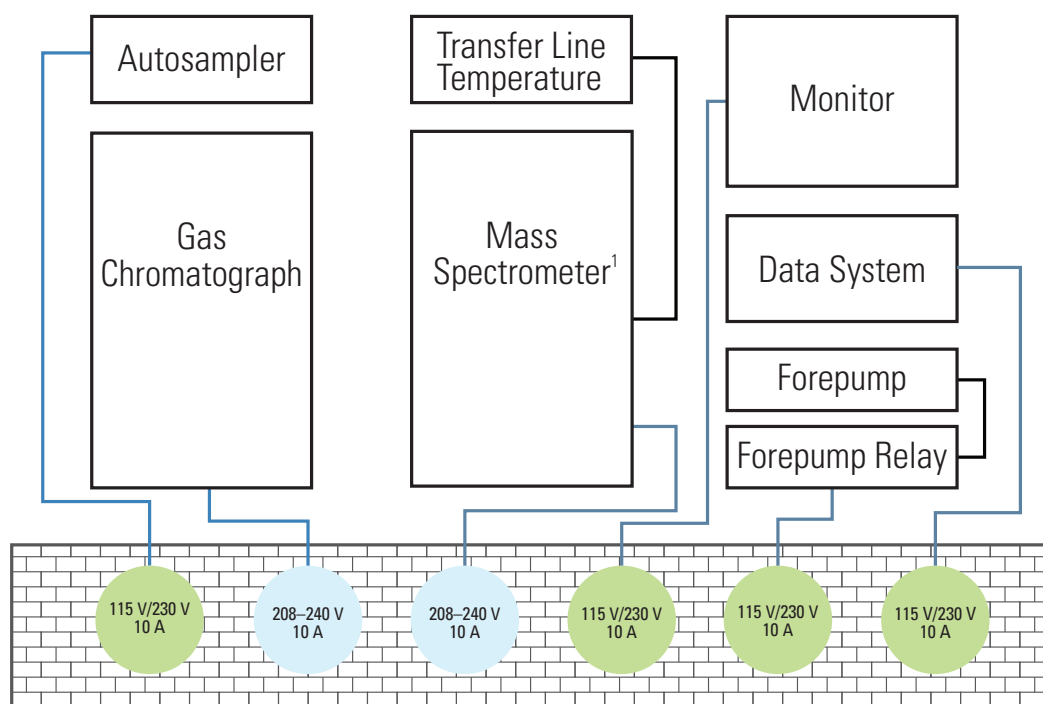 Autosampler
Transfer Line
Temperature
Monitor
Gas
Chromatograph
Mass
Spectrometer¹
Data System
Forepump
Forepump Relay
115 V/230 V
10 A
208–240 V
10 A
208–240 V
10 A
115 V/230 V
10 A
115 V/230 V
10 A
115 V/230 V
10 A